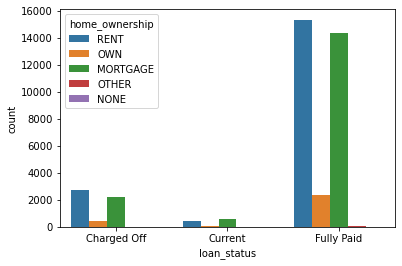 home_ownership
RENT
OWN
MORTGAGE
OTHER
NONE
16000
14000
12000
10000
8000
6000
4000
2000
0
count
Charged Off Current Fully Paid
loan_status